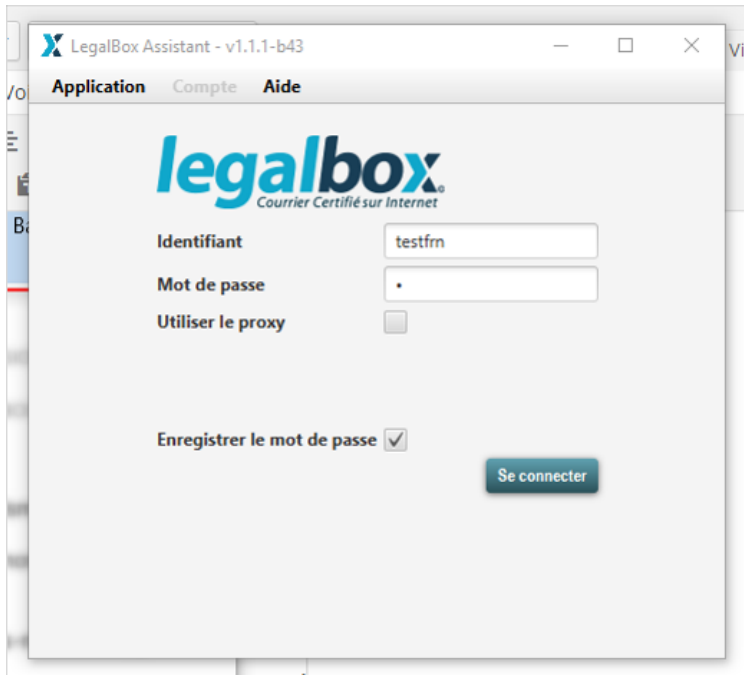 LegalBox Assistant - v1.1.1-b43
Application Compte Aide
legalbox
Courrier Certifié sur Internet
Identifiant testfrn
Mot de passe •
Utiliser le proxy
Enregistrer le mot de passe
Se connecter